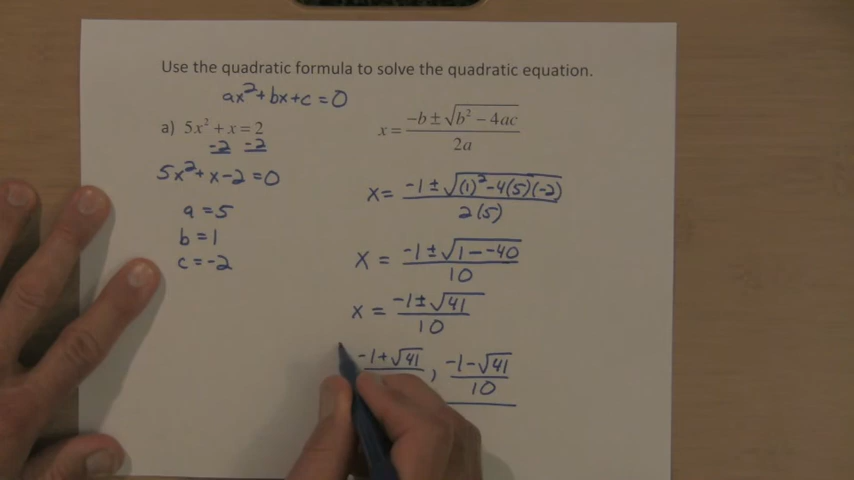 Use the quadratic formula to solve the quadratic equation.
ax²+bx+c=0
a) 5x² + x = 2
-2 -2
5x²+x-2=0
a=5
b=1
c=-2
x = (-b ± √(b² - 4ac)) / 2a
x = (-1 ± √((1)²-4(5)(-2))) / 2(5)
x = (-1 ± √(1--40)) / 10
x = (-1 ± √41) / 10
-1+√41 , (-1-√41) / 10